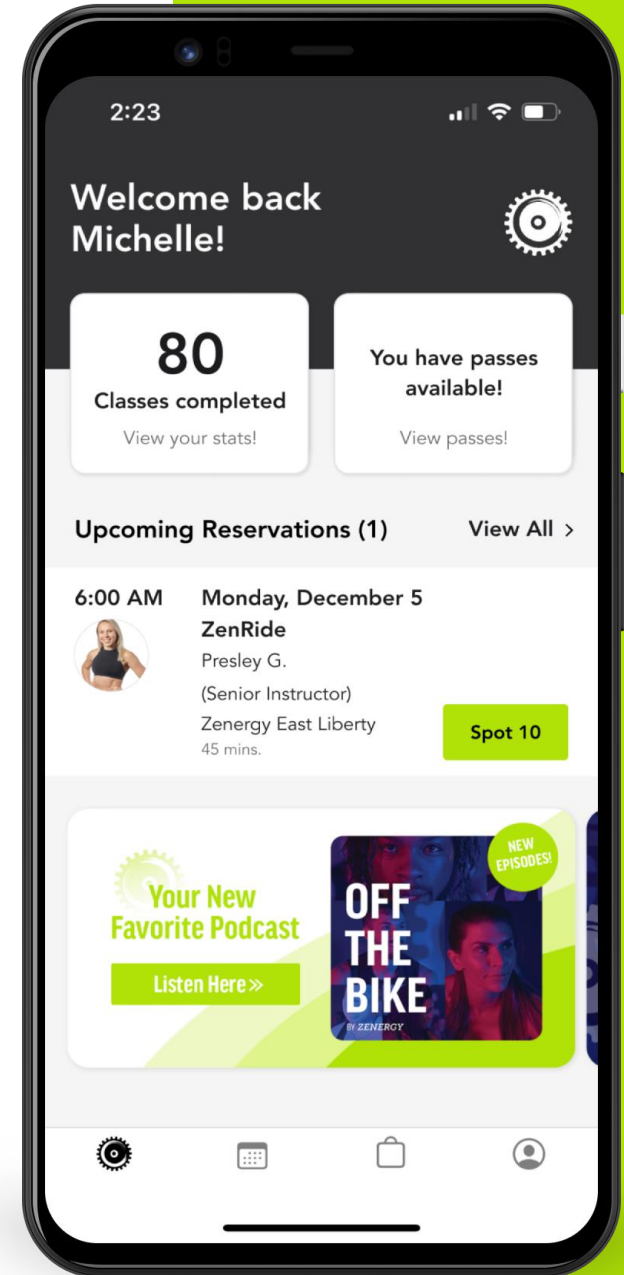 2:23
Welcome back
Michelle!
80
Classes completed
View your stats!
You have passes
available!
View passes!
Upcoming Reservations (1)
View All >
6:00 AM
Monday, December 5
ZenRide
Presley G.
(Senior Instructor)
Zenergy East Liberty
45 mins.
Spot 10
Your New
Favorite Podcast
Listen Here »
OFF
THE
BIKE
BY ZENERGY
NEW
EPISODES!